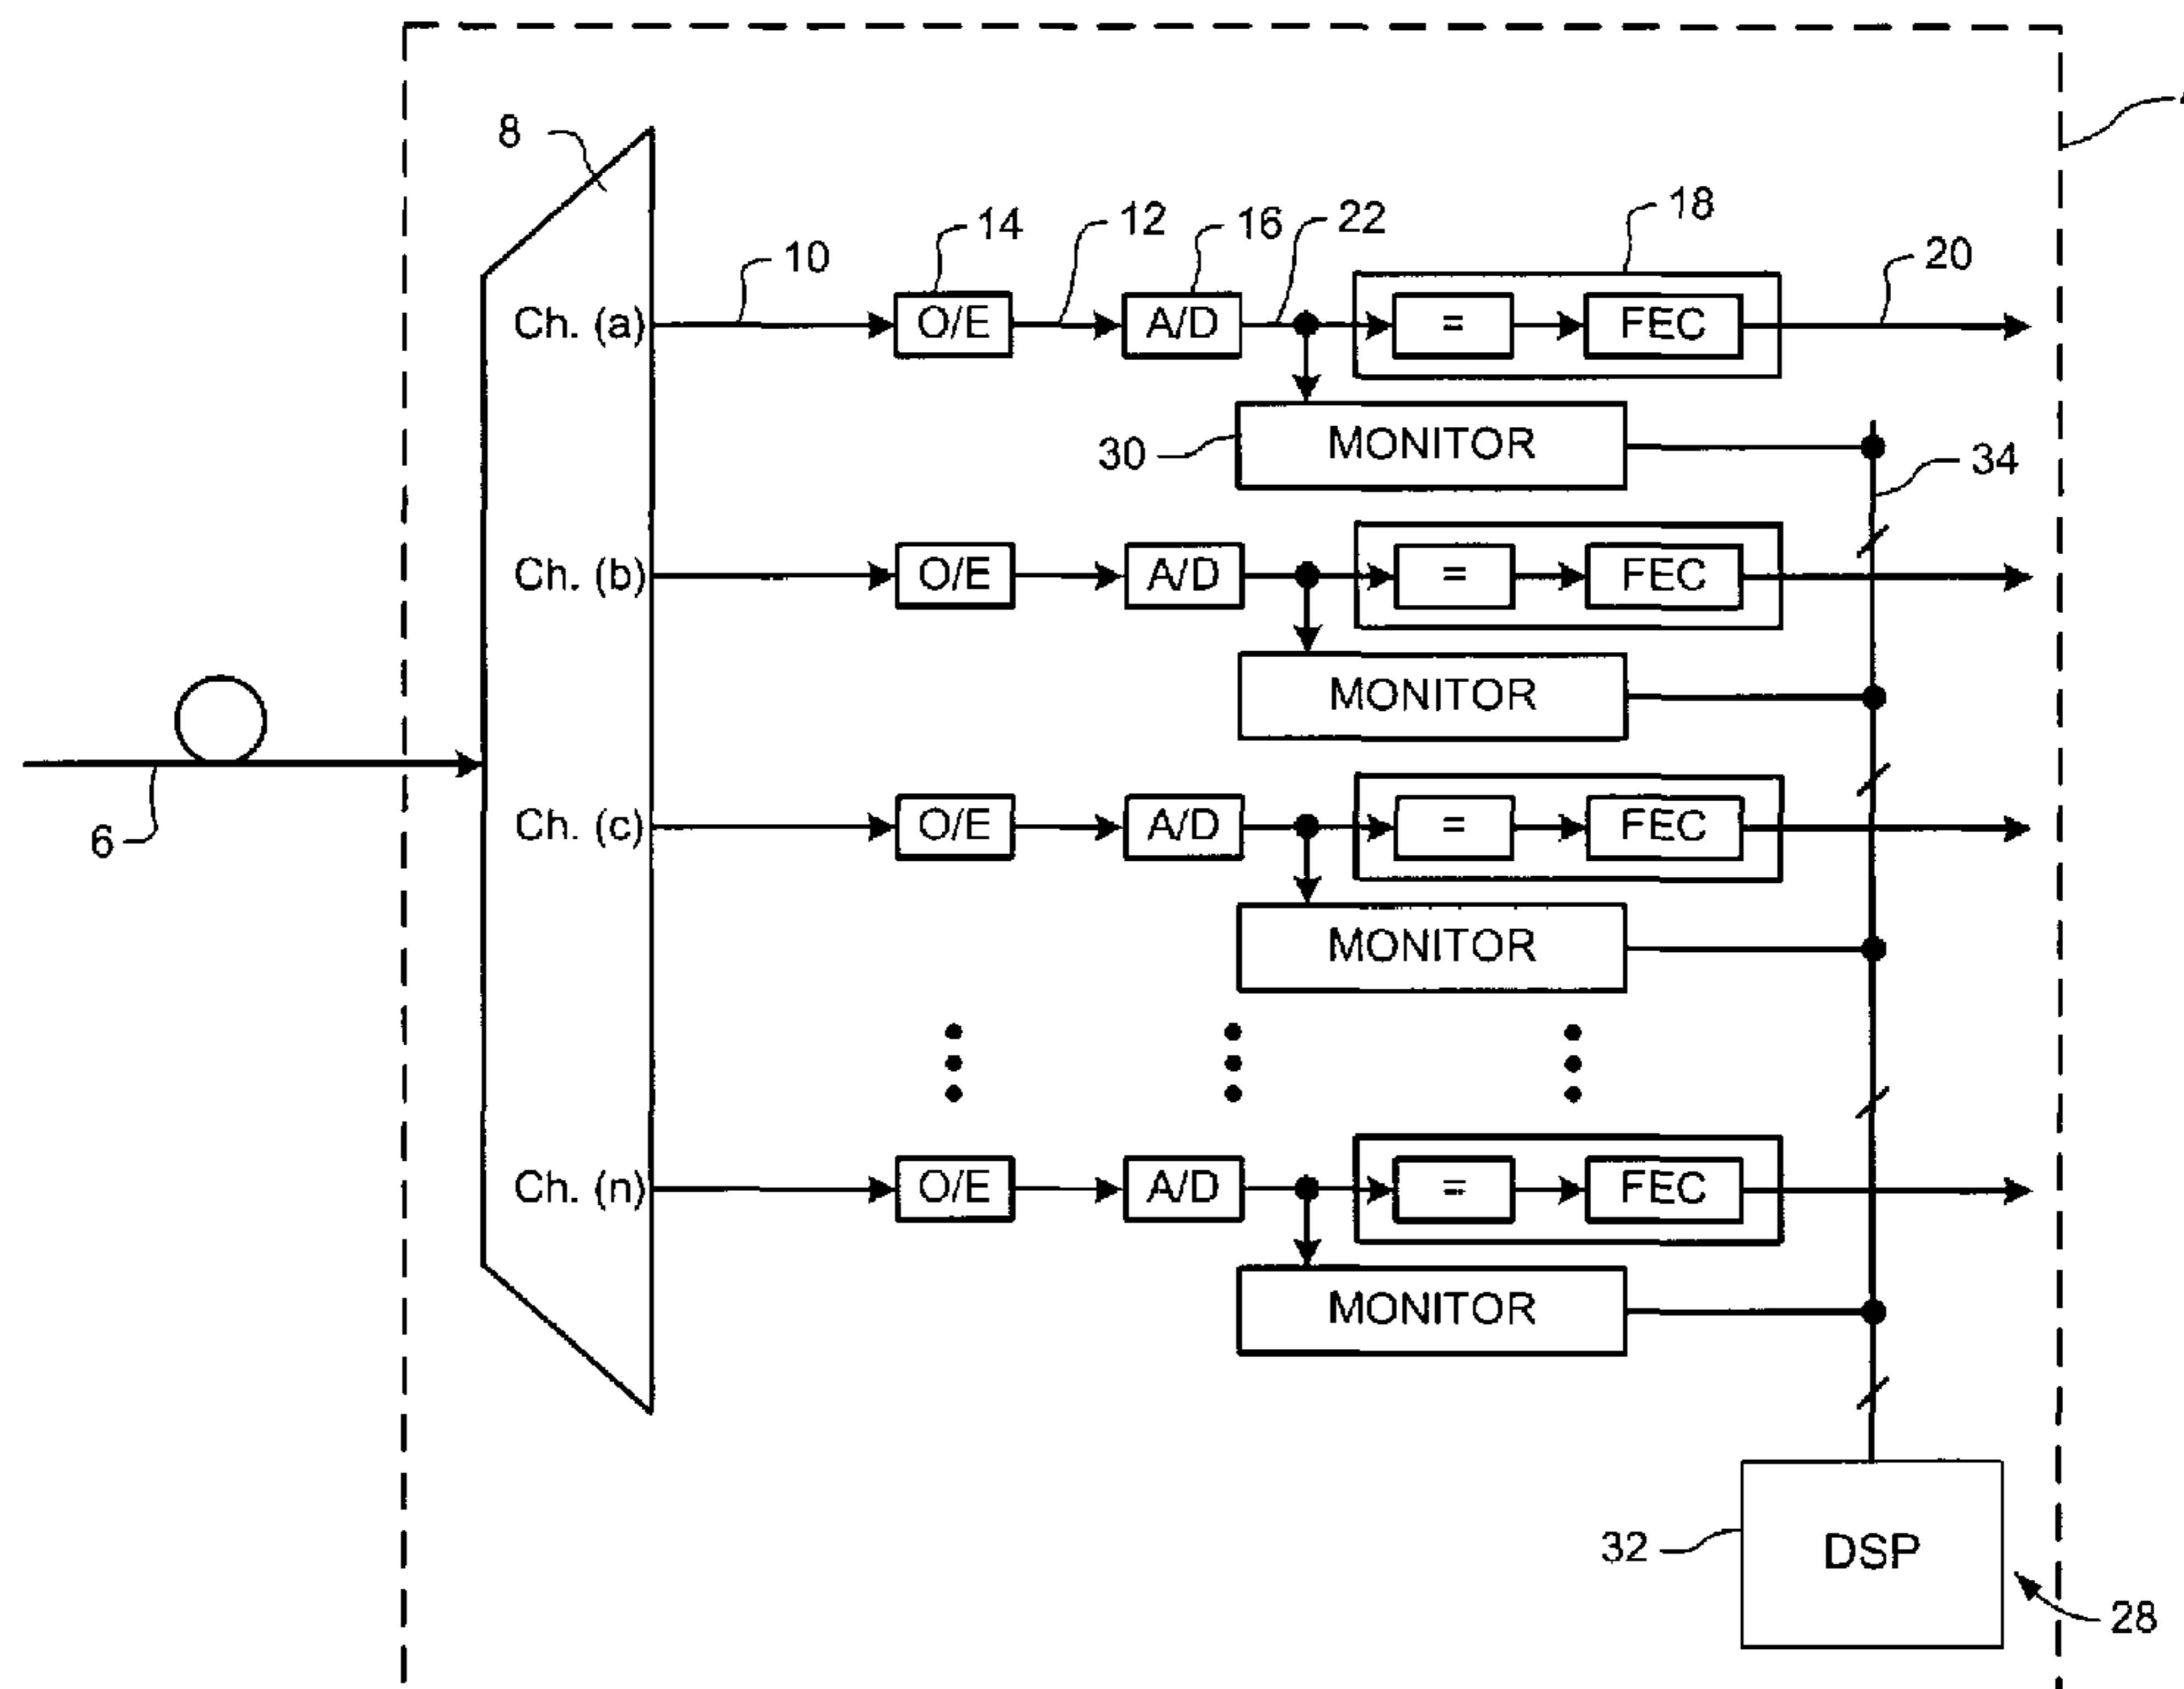 8
10
14
12
16
22
18
20
Ch. (a)
O/E
A/D
=
FEC
30
MONITOR
34
Ch. (b)
O/E
A/D
=
FEC
MONITOR
6
Ch. (c)
O/E
A/D
=
FEC
MONITOR
Ch. (n)
O/E
A/D
=
FEC
MONITOR
32
DSP
28